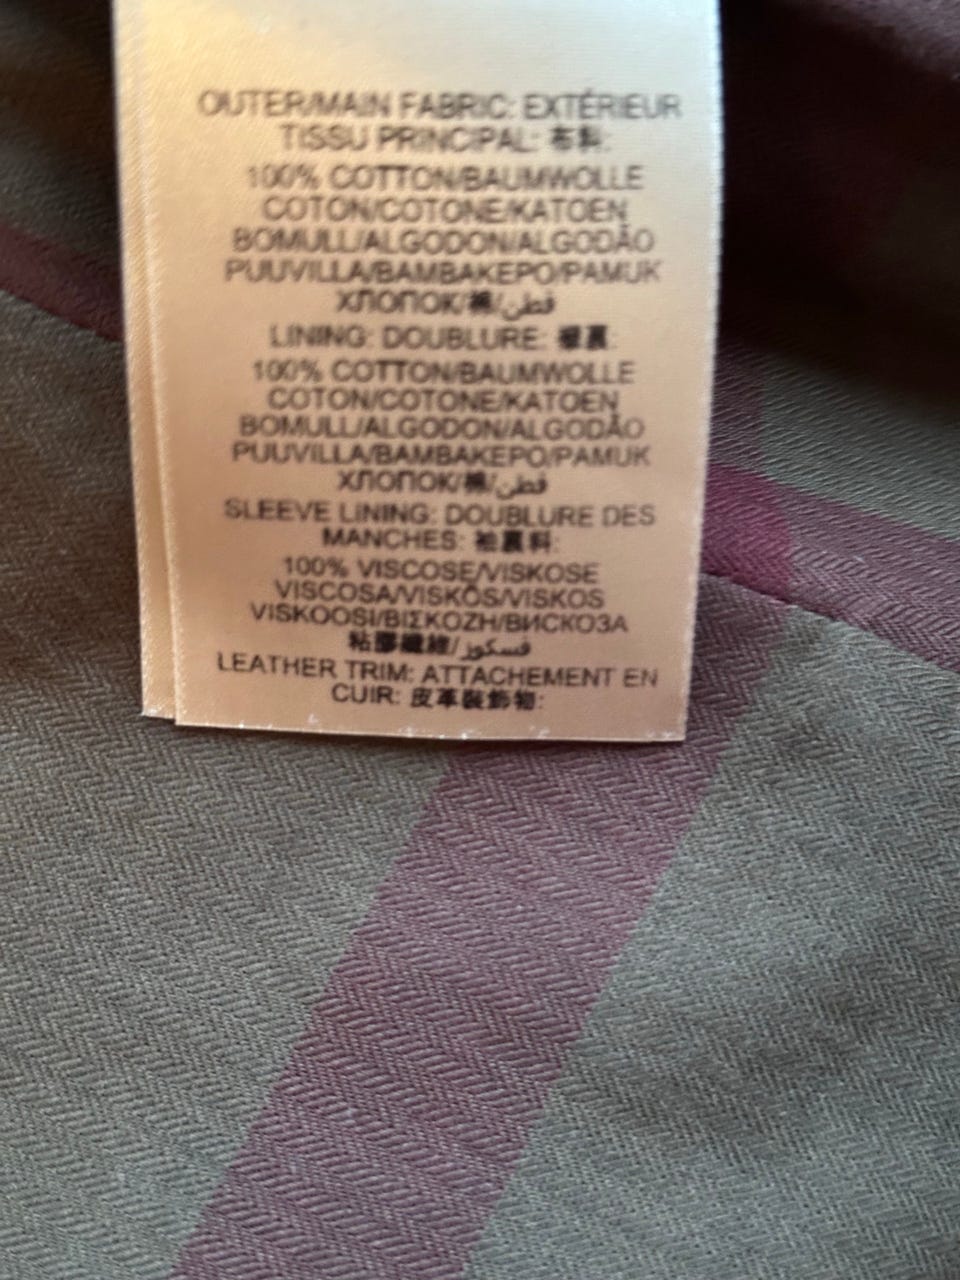 OUTER/MAIN FABRIC: EXTÉRIEUR
TISSU PRINCIPAL: 布料:
100% COTTON/BAUMWOLLE
COTON/COTONE/KATOEN
BOMULL/ALGODON/ALGODÃO
PUUVILLA/ΒΑΜΒΑΚΕΡΟ/PAMUK
ХЛОПОК/棉/قطن
LINING: DOUBLURE: 襯裏:
100% COTTON/BAUMWOLLE
COTON/COTONE/KATOEN
BOMULL/ALGODON/ALGODÃO
PUUVILLA/ΒΑΜΒΑΚΕΡΟ/PAMUK
ХЛОПОК/棉/قطن
SLEEVE LINING: DOUBLURE DES
MANCHES: 袖裏料:
100% VISCOSE/VISKOSE
VISCOSA/VISKÓS/VISKOS
VISKOOSI/ΒΙΣΚΟΖΗ/ВИСКОЗА
粘膠纖維/فسكوز
LEATHER TRIM: ATTACHEMENT EN
CUIR: 皮革裝飾物: